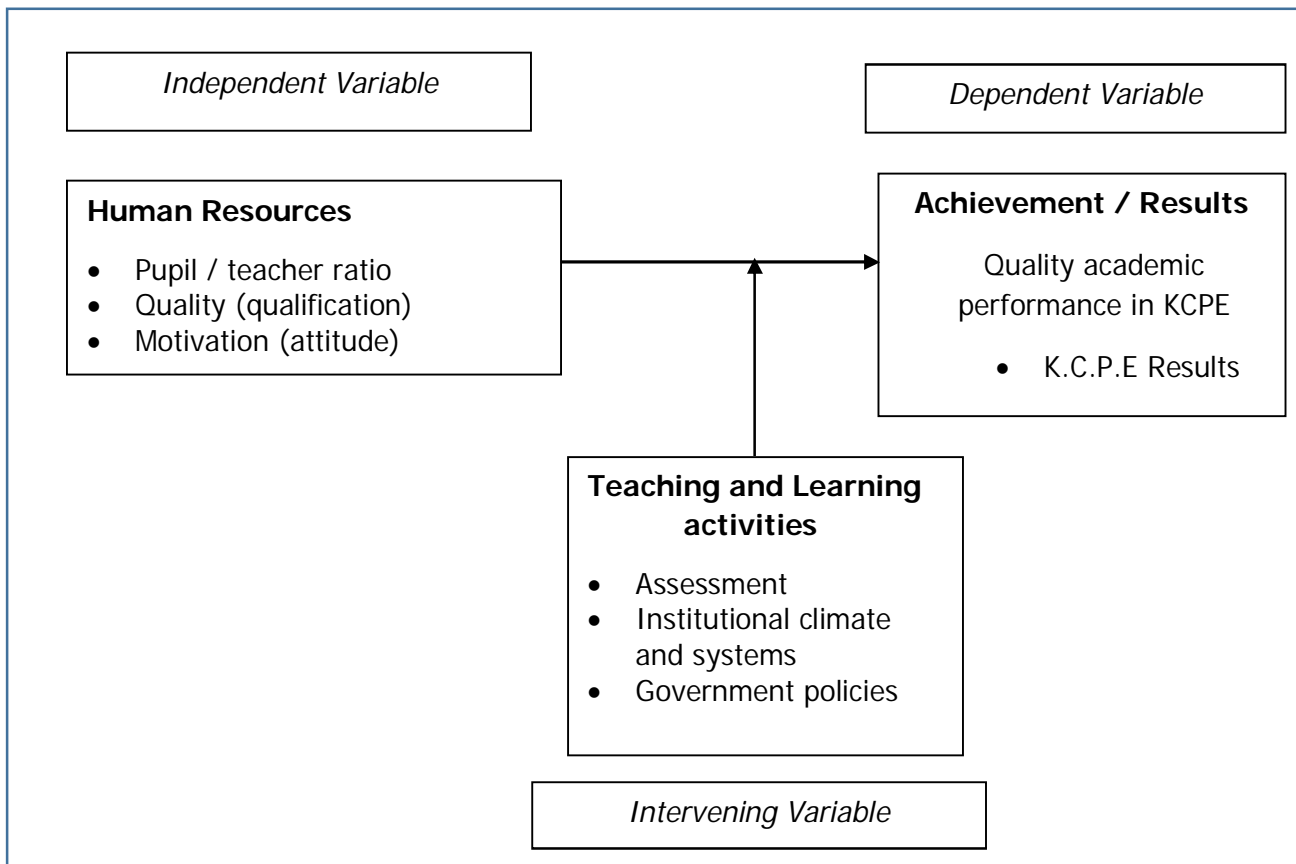 Independent Variable
Dependent Variable
Human Resources
• Pupil / teacher ratio
• Quality (qualification)
• Motivation (attitude)
Achievement / Results
Quality academic
performance in KCPE
• K.C.P.E Results
Teaching and Learning
activities
• Assessment
• Institutional climate
and systems
• Government policies
Intervening Variable